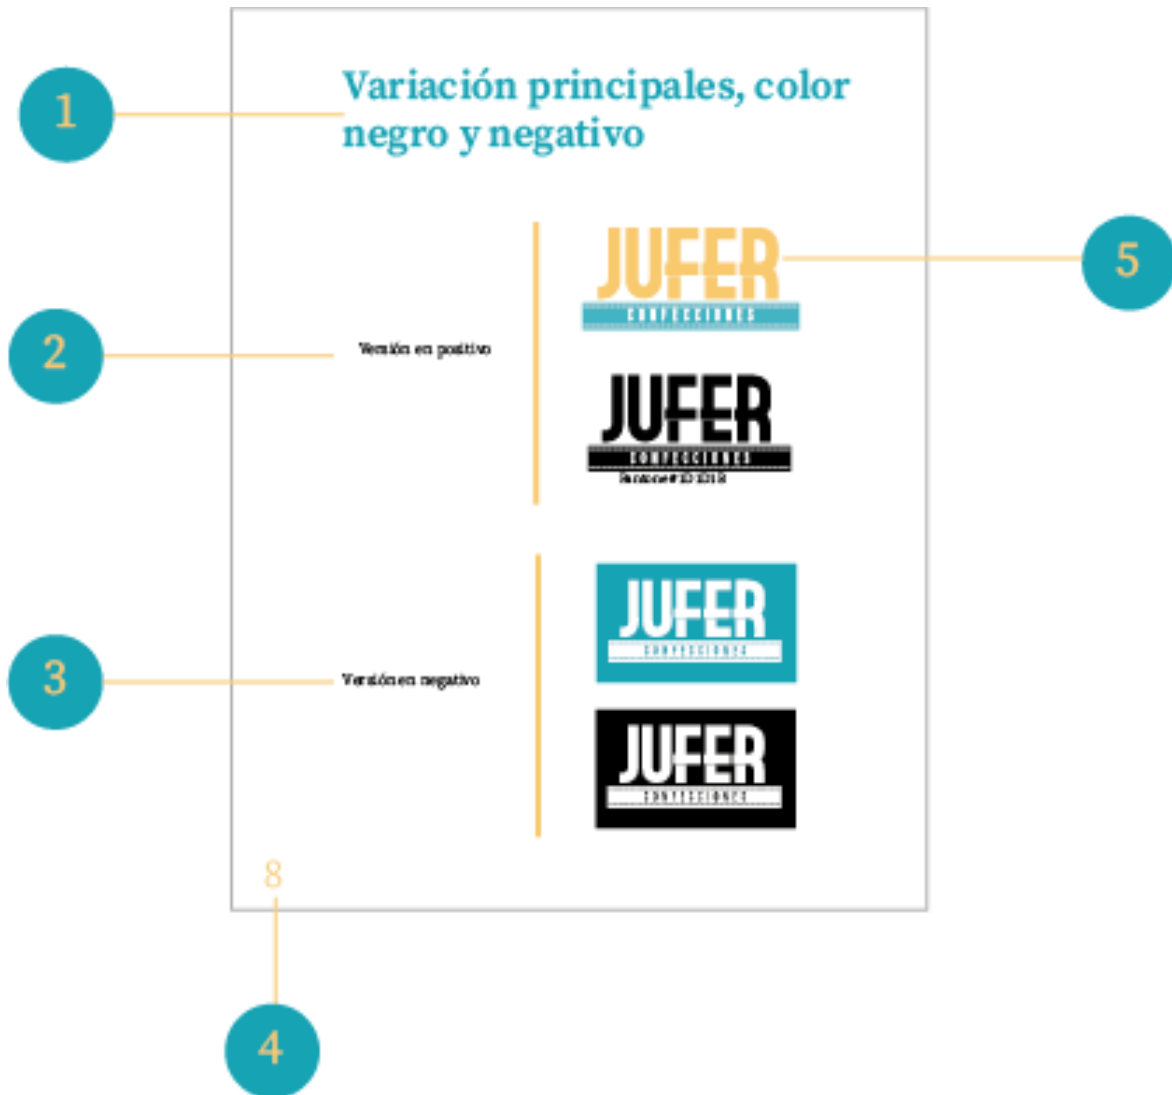 Variación principales, color
negro y negativo
1
JUFER
CONFECCIONES
5
2
Versión en positivo
JUFER
CONFECCIONES
JUFER
CONFECCIONES
3
Versión en negativo
JUFER
CONFECCIONES
8
4